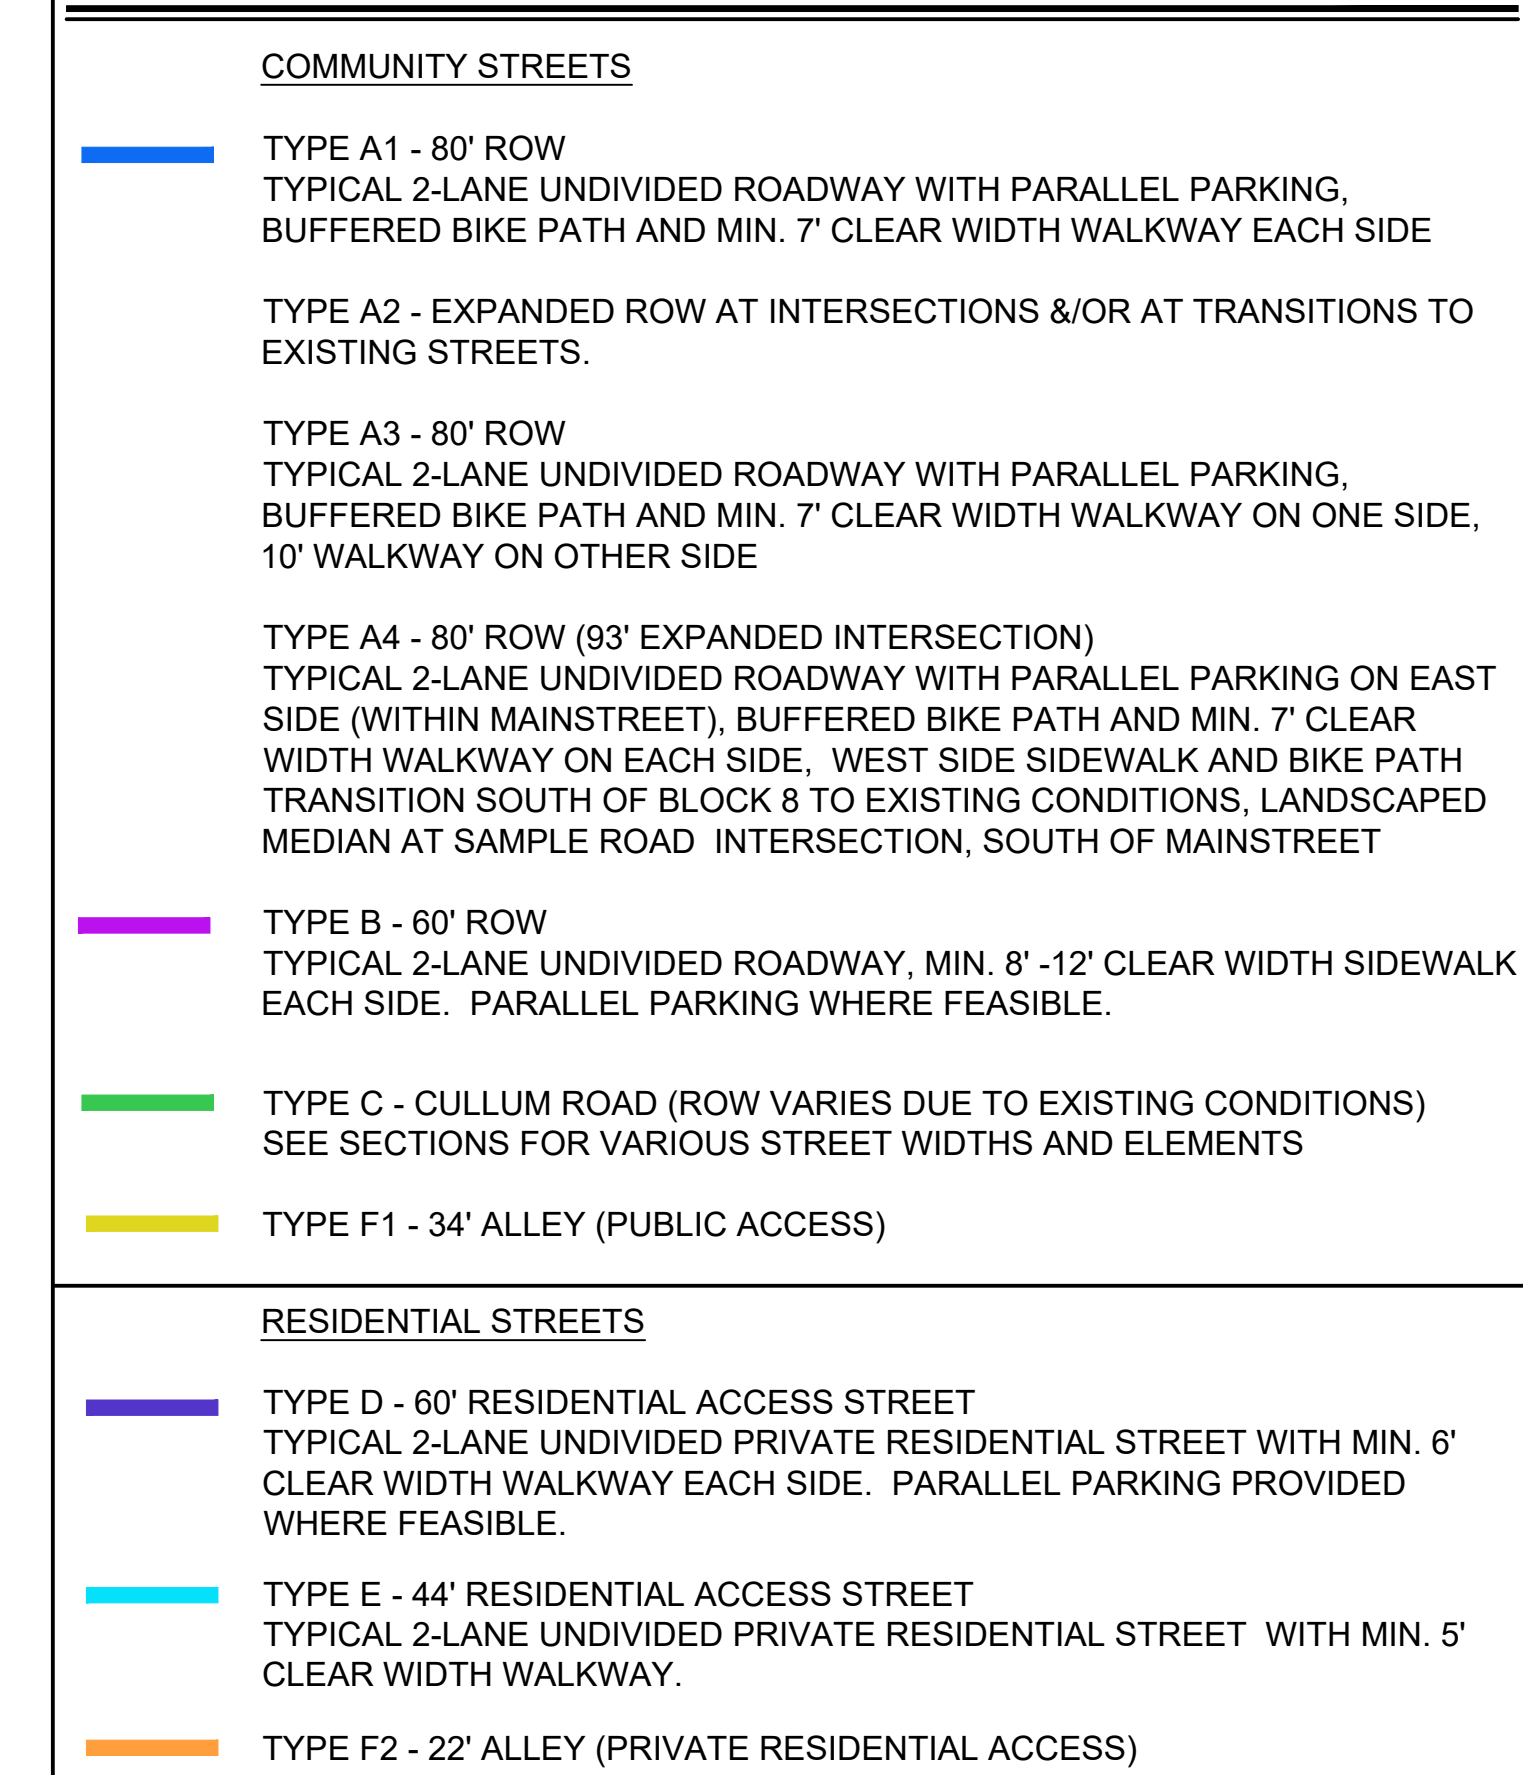 COMMUNITY STREETS
TYPE A1 - 80' ROW
TYPICAL 2-LANE UNDIVIDED ROADWAY WITH PARALLEL PARKING,
BUFFERED BIKE PATH AND MIN. 7' CLEAR WIDTH WALKWAY EACH SIDE
TYPE A2 - EXPANDED ROW AT INTERSECTIONS &/OR AT TRANSITIONS TO
EXISTING STREETS.
TYPE A3 - 80' ROW
TYPICAL 2-LANE UNDIVIDED ROADWAY WITH PARALLEL PARKING,
BUFFERED BIKE PATH AND MIN. 7' CLEAR WIDTH WALKWAY ON ONE SIDE,
10' WALKWAY ON OTHER SIDE
TYPE A4 - 80' ROW (93' EXPANDED INTERSECTION)
TYPICAL 2-LANE UNDIVIDED ROADWAY WITH PARALLEL PARKING ON EAST
SIDE (WITHIN MAINSTREET), BUFFERED BIKE PATH AND MIN. 7' CLEAR
WIDTH WALKWAY ON EACH SIDE,  WEST SIDE SIDEWALK AND BIKE PATH
TRANSITION SOUTH OF BLOCK 8 TO EXISTING CONDITIONS, LANDSCAPED
MEDIAN AT SAMPLE ROAD  INTERSECTION, SOUTH OF MAINSTREET
TYPE B - 60' ROW
TYPICAL 2-LANE UNDIVIDED ROADWAY, MIN. 8' -12' CLEAR WIDTH SIDEWALK
EACH SIDE.  PARALLEL PARKING WHERE FEASIBLE.
TYPE C - CULLUM ROAD (ROW VARIES DUE TO EXISTING CONDITIONS)
SEE SECTIONS FOR VARIOUS STREET WIDTHS AND ELEMENTS
TYPE F1 - 34' ALLEY (PUBLIC ACCESS)
RESIDENTIAL STREETS
TYPE D - 60' RESIDENTIAL ACCESS STREET
TYPICAL 2-LANE UNDIVIDED PRIVATE RESIDENTIAL STREET WITH MIN. 6'
CLEAR WIDTH WALKWAY EACH SIDE.  PARALLEL PARKING PROVIDED
WHERE FEASIBLE.
TYPE E - 44' RESIDENTIAL ACCESS STREET
TYPICAL 2-LANE UNDIVIDED PRIVATE RESIDENTIAL STREET  WITH MIN. 5'
CLEAR WIDTH WALKWAY.
TYPE F2 - 22' ALLEY (PRIVATE RESIDENTIAL ACCESS)